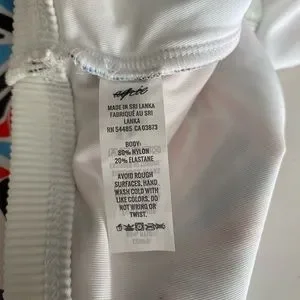 MADE IN SRI LANKA
FABRIQUÉ AU SRI
LANKA
RN 54485 CA 03873
BODY:
80% NYLON
20% ELASTANE
AVOID ROUGH
SURFACES. HAND
WASH COLD WITH
LIKE COLORS. DO
NOT WRING OR
TWIST.